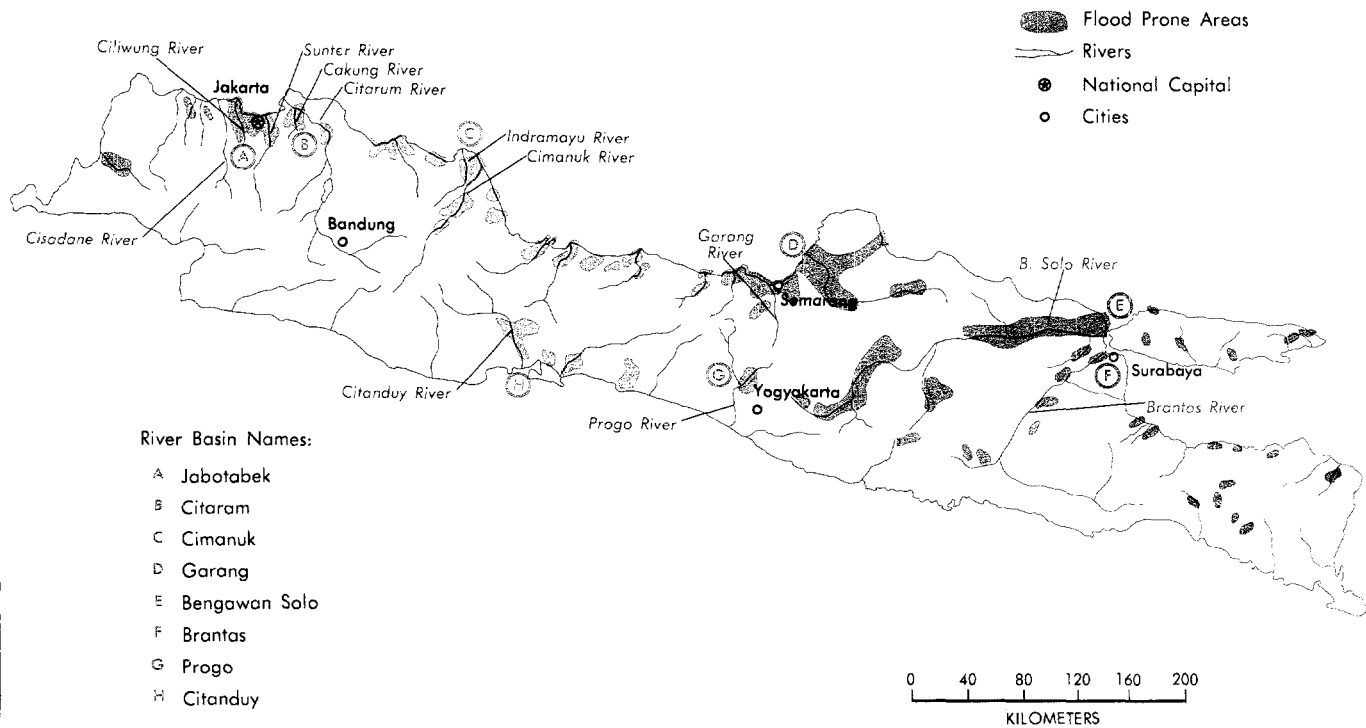 Flood Prone Areas
Rivers
National Capital
Cities
Ciliwung River
Sunter River
Cakung River
Citarum River
Jakarta
A
B
C
Indramayu River
Cimanuk River
Cisadane River
Bandung
Garang
River
D
Semarang
B. Solo River
E
F
Surabaya
Brantos River
Citanduy River
H
G
Yogyakarta
Progo River
River Basin Names:
A Jabotabek
B Citaram
C Cimanuk
D Garang
E Bengawan Solo
F Brantas
G Progo
H Citanduy
0 40 80 120 160 200
KILOMETERS